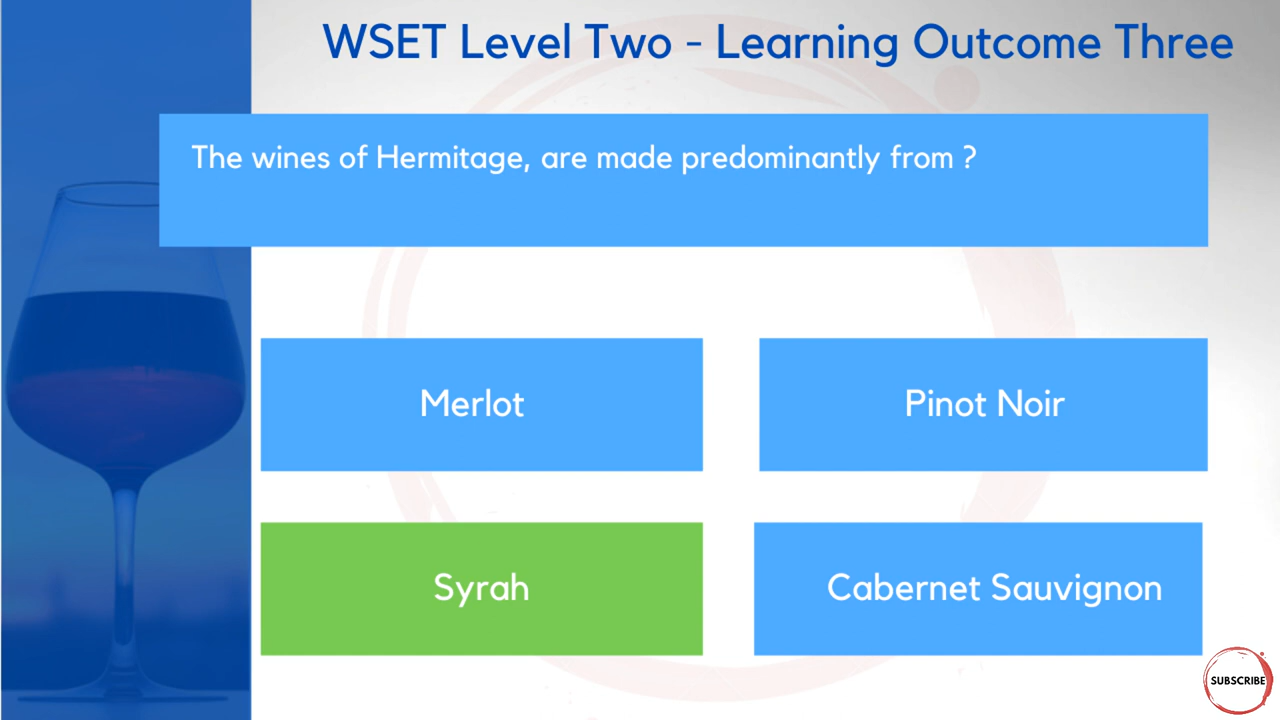 WSET Level Two - Learning Outcome Three
The wines of Hermitage, are made predominantly from ?
Merlot
Pinot Noir
Syrah
Cabernet Sauvignon
SUBSCRIBE